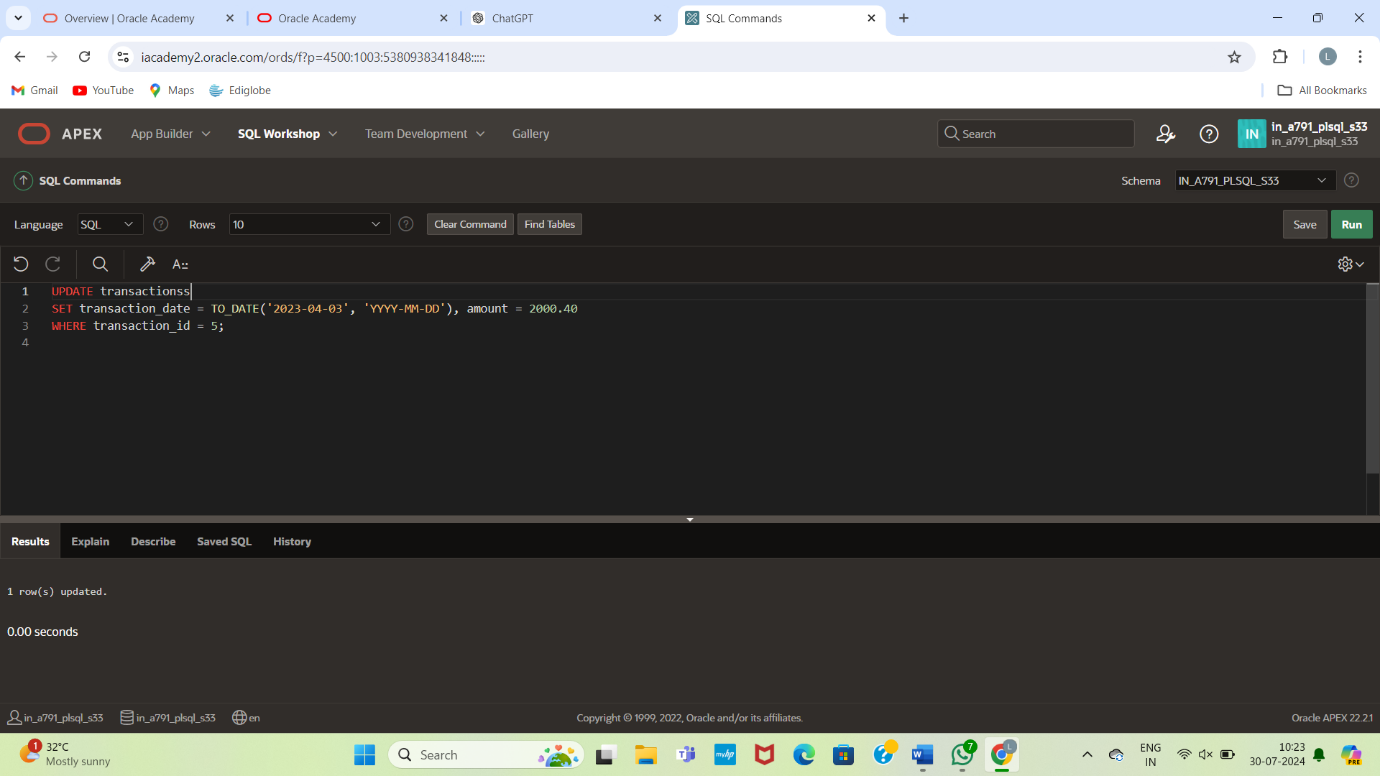 Overview | Oracle Academy
Oracle Academy
ChatGPT
SQL Commands
iacademy2.oracle.com/ords/f?p=4500:1003:5380938341848:::::
L
Gmail
YouTube
Maps
Ediglobe
All Bookmarks
APEX
App Builder
SQL Workshop
Team Development
Gallery
Search
IN
in_a791_plsql_s33
in_a791_plsql_s33
SQL Commands
Schema
IN_A791_PLSQL_S33
Language
SQL
Rows
10
Clear Command
Find Tables
Save
Run
1 UPDATE transactionss
2 SET transaction_date = TO_DATE('2023-04-03', 'YYYY-MM-DD'), amount = 2000.40
3 WHERE transaction_id = 5;
4
Results
Explain
Describe
Saved SQL
History
1 row(s) updated.
0.00 seconds
in_a791_plsql_s33
in_a791_plsql_s33
en
Copyright © 1999, 2022, Oracle and/or its affiliates.
Oracle APEX 22.2.1
1
32°C
Mostly sunny
Search
myhp
7
L
ENG
IN
10:23
30-07-2024
PRE